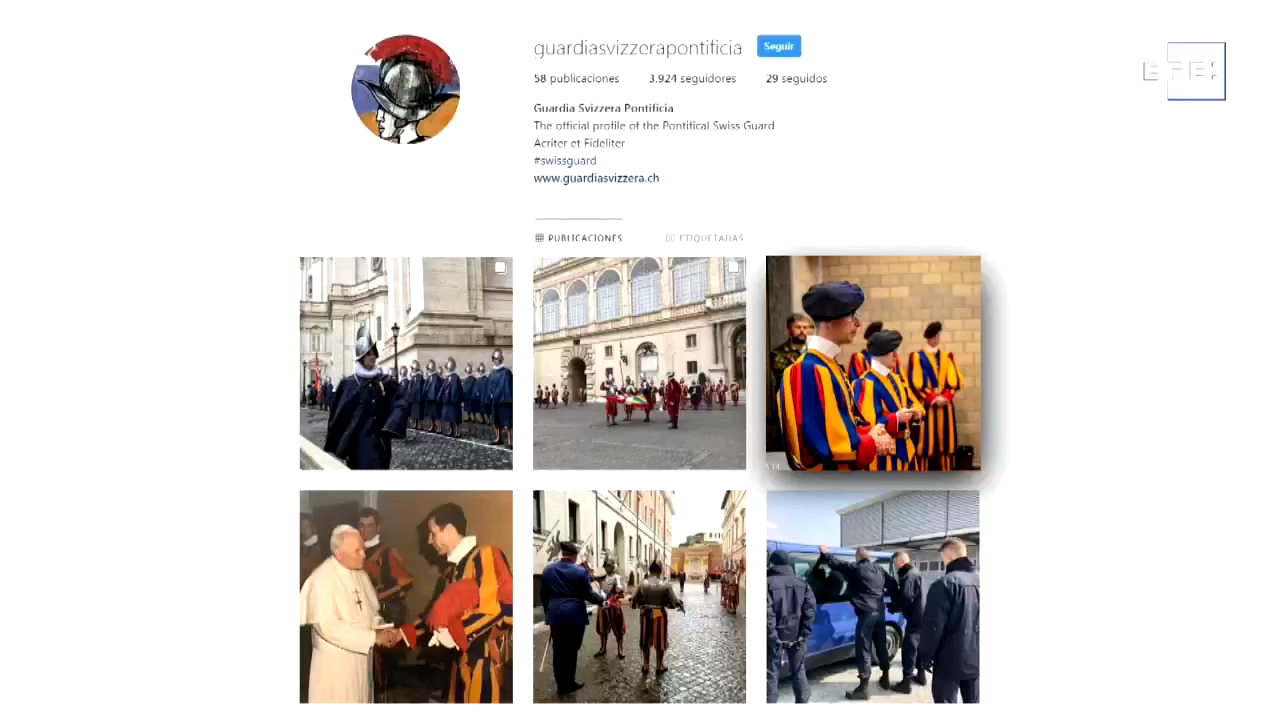 guardiasvizzerapontificia Seguir
58 publicaciones 3.924 seguidores 29 seguidos
Guardia Svizzera Pontificia
The official profile of the Pontifical Swiss Guard
Acriter et Fideliter
#swissguard
www.guardiasvizzera.ch
PUBLICACIONES ETIQUETADAS